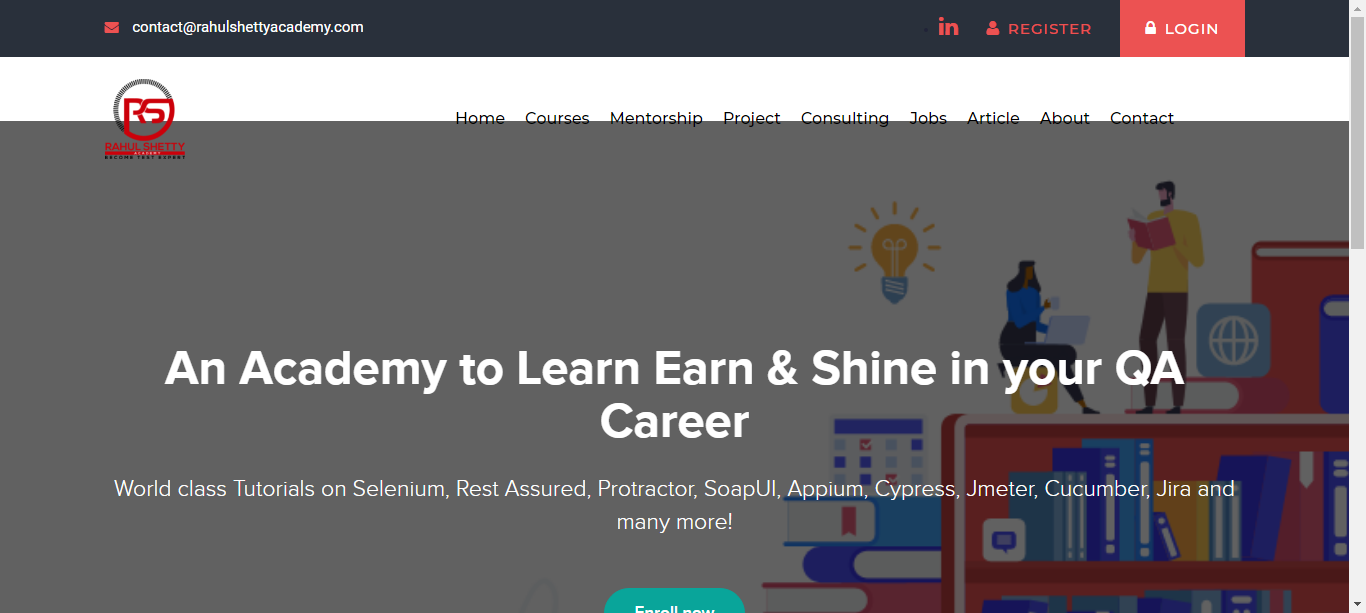 contact@rahulshettyacademy.com
in
REGISTER
LOGIN
RS
RAHUL SHETTY
ACADEMY
BECOME TEST EXPERT
Home Courses Mentorship Project Consulting Jobs Article About Contact
An Academy to Learn Earn & Shine in your QA
Career
World class Tutorials on Selenium, Rest Assured, Protractor, SoapUI, Appium, Cypress, Jmeter, Cucumber, Jira and
many more!
Enroll now